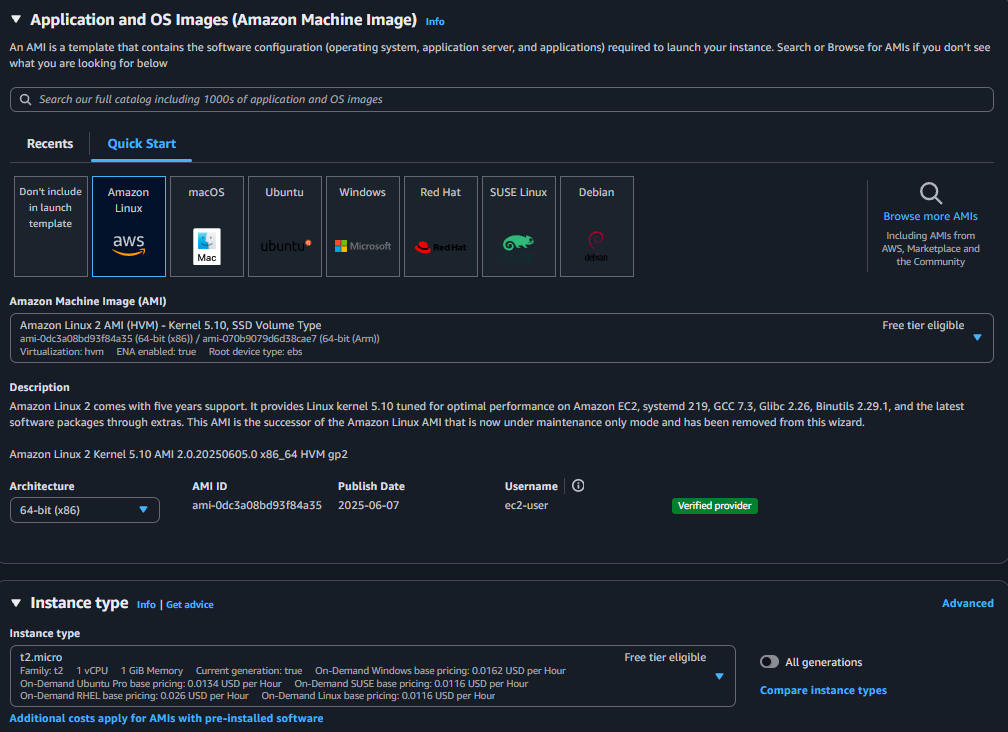 Application and OS Images (Amazon Machine Image) Info
An AMI is a template that contains the software configuration (operating system, application server, and applications) required to launch your instance. Search or Browse for AMIs if you don't see
what you are looking for below
Search our full catalog including 1000s of application and OS images
Recents
Quick Start
Don't include
in launch
template
Amazon
Linux
aws
macOS
Mac
Ubuntu
ubuntu
Windows
Microsoft
Red Hat
Red Hat
SUSE Linux
Debian
debian
Browse more AMIs
Including AMIs from
AWS, Marketplace and
the Community
Amazon Machine Image (AMI)
Amazon Linux 2 AMI (HVM) - Kernel 5.10, SSD Volume Type
Free tier eligible
ami-0dc3a08bd93f84a35 (64-bit (x86)) / ami-070b9079d6d38cae7 (64-bit (Arm))
Virtualization: hvm ENA enabled: true Root device type: ebs
Description
Amazon Linux 2 comes with five years support. It provides Linux kernel 5.10 tuned for optimal performance on Amazon EC2, systemd 219, GCC 7.3, Glibc 2.26, Binutils 2.29.1, and the latest
software packages through extras. This AMI is the successor of the Amazon Linux AMI that is now under maintenance only mode and has been removed from this wizard.
Amazon Linux 2 Kernel 5.10 AMI 2.0.20250605.0 x86_64 HVM gp2
Architecture AMI ID Publish Date Username
64-bit (x86) ami-0dc3a08bd93f84a35 2025-06-07 ec2-user Verified provider
Instance type Info | Get advice
Advanced
Instance type
t2.micro
Free tier eligible
Family: t2 1 vCPU 1 GiB Memory Current generation: true On-Demand Windows base pricing: 0.0162 USD per Hour
On-Demand Ubuntu Pro base pricing: 0.0134 USD per Hour On-Demand SUSE base pricing: 0.0116 USD per Hour
On-Demand RHEL base pricing: 0.026 USD per Hour On-Demand Linux base pricing: 0.0116 USD per Hour
All generations
Compare instance types
Additional costs apply for AMIs with pre-installed software